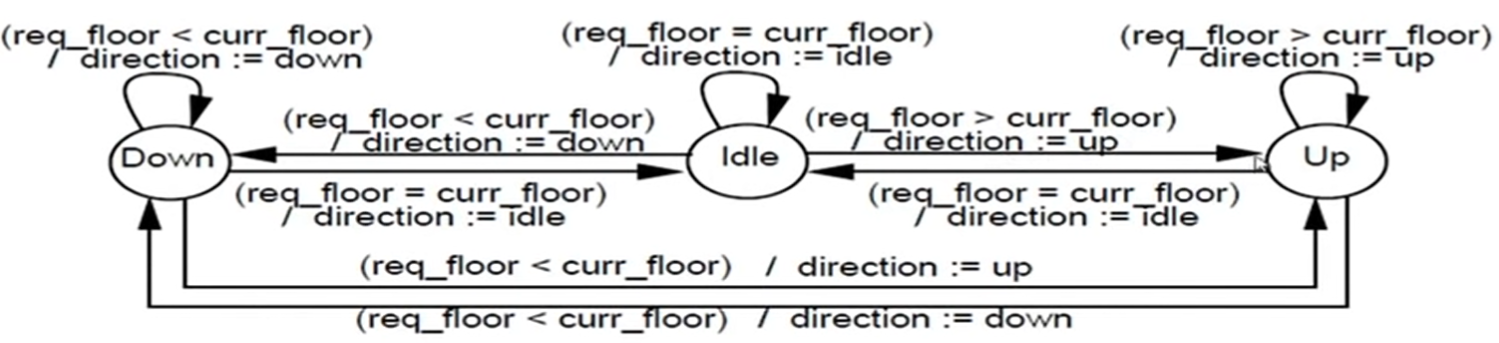 (req_floor < curr_floor)
/ direction := down
(req_floor = curr_floor)
/ direction := idle
(req_floor > curr_floor)
/ direction := up
(req_floor < curr_floor)
/ direction := down
(req_floor > curr_floor)
/ direction := up
Down
Idle
Up
(req_floor = curr_floor)
/ direction := idle
(req_floor = curr_floor)
/ direction := idle
(req_floor < curr_floor) / direction := up
(req_floor < curr_floor) / direction := down